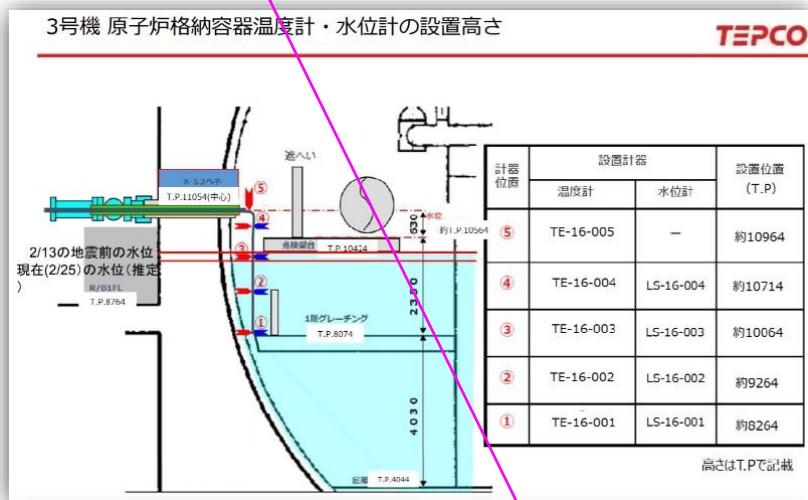 3号機 原子炉格納容器温度計・水位計の設置高さ
TEPCO
遮へい
X-53ペネ
T.P.11054(中心)
⑤
④
③
②
①
水位
約T.P.10564
630
2350
4030
点検架台
T.P.10424
2/13の地震前の水位
現在(2/25)の水位(推定
)
R/B1FL
T.P.8764
1階グレーチング
T.P.8074
T.P.4044
計器位置 設置計器 設置位置(T.P)
温度計 水位計
⑤ TE-16-005 — 約10964
④ TE-16-004 LS-16-004 約10714
③ TE-16-003 LS-16-003 約10064
② TE-16-002 LS-16-002 約9264
① TE-16-001 LS-16-001 約8264
高さはT.Pで記載